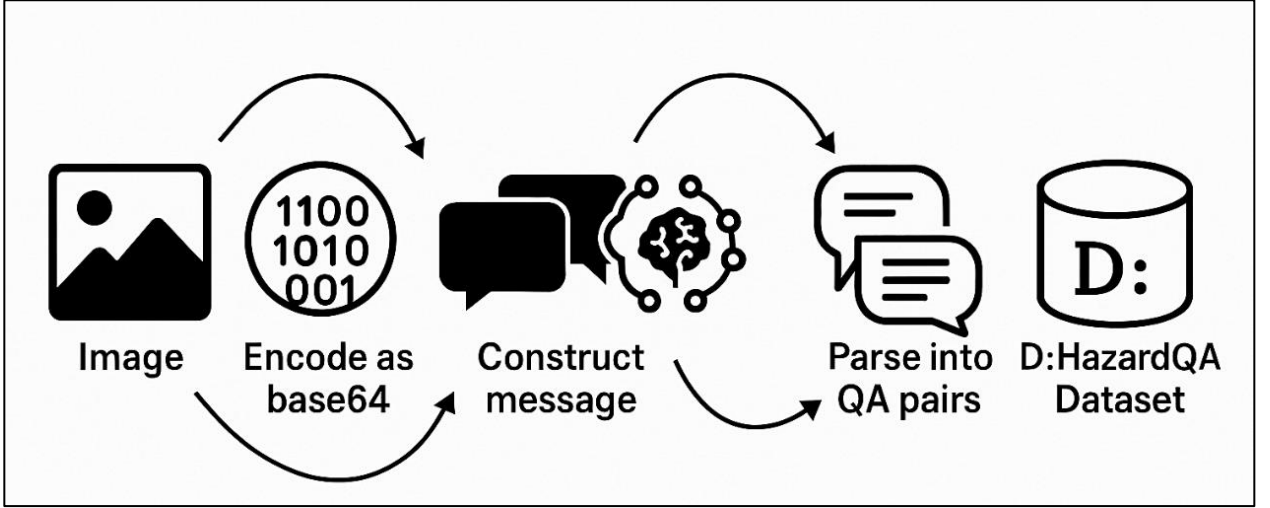 1100
1010
001
D:
Image
Encode as
base64
Construct
message
Parse into
QA pairs
D:HazardQA
Dataset